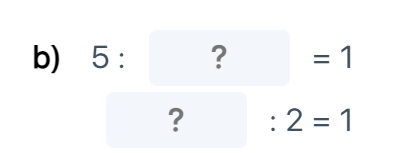 b) 5 : ? = 1
? : 2 = 1